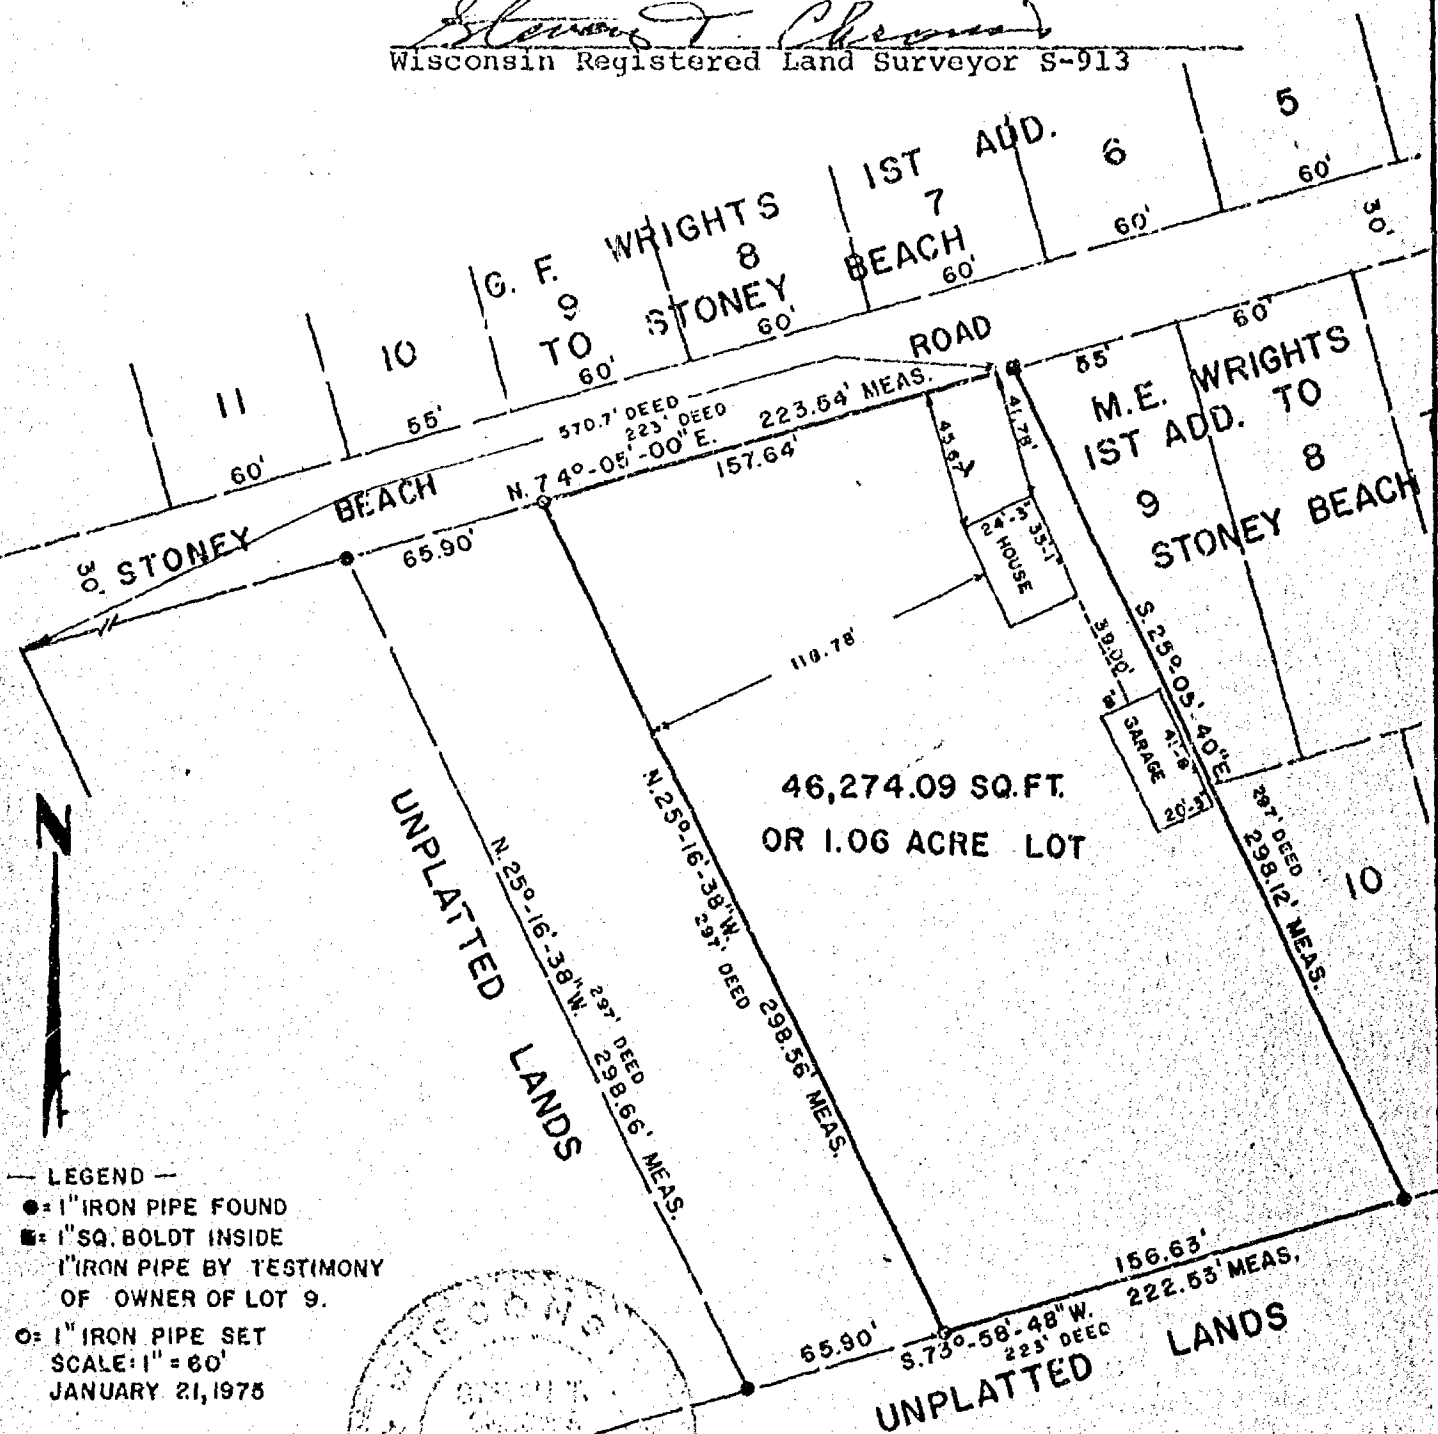 Wisconsin Registered Land Surveyor S-913
5
60'
30'
6
60'
1ST ADD.
7
BEACH
60'
G. F. WRIGHTS
8
TO STONEY
60'
9
60'
10
55'
11
60'
STONEY BEACH ROAD
30'
570.7' DEED
223' DEED
N. 74°-05'-00" E.
223.54' MEAS.
157.64'
65.90'
55'
60'
M.E. WRIGHTS
1ST ADD. TO
8
9
STONEY BEACH
10
45.67'
41.78'
24'-5"
35'-1"
HOUSE
116.78'
39.00'
8'
GARAGE
41'-8"
20'-3"
S. 25°-05'-40" E.
297' DEED
298.12' MEAS.
46,274.09 SQ.FT.
OR 1.06 ACRE LOT
N. 25°-16'-38" W.
297' DEED
298.56' MEAS.
N. 25°-16'-38" W.
297' DEED
298.66' MEAS.
UNPLATTED LANDS
N
— LEGEND —
●= 1" IRON PIPE FOUND
■= 1" SQ. BOLDT INSIDE
1" IRON PIPE BY TESTIMONY
OF OWNER OF LOT 9.
O= 1" IRON PIPE SET
SCALE: 1" = 60'
JANUARY 21, 1975
156.63'
222.53' MEAS.
65.90'
S. 73°-58'-48" W.
223' DEED
UNPLATTED LANDS
WISCONSI